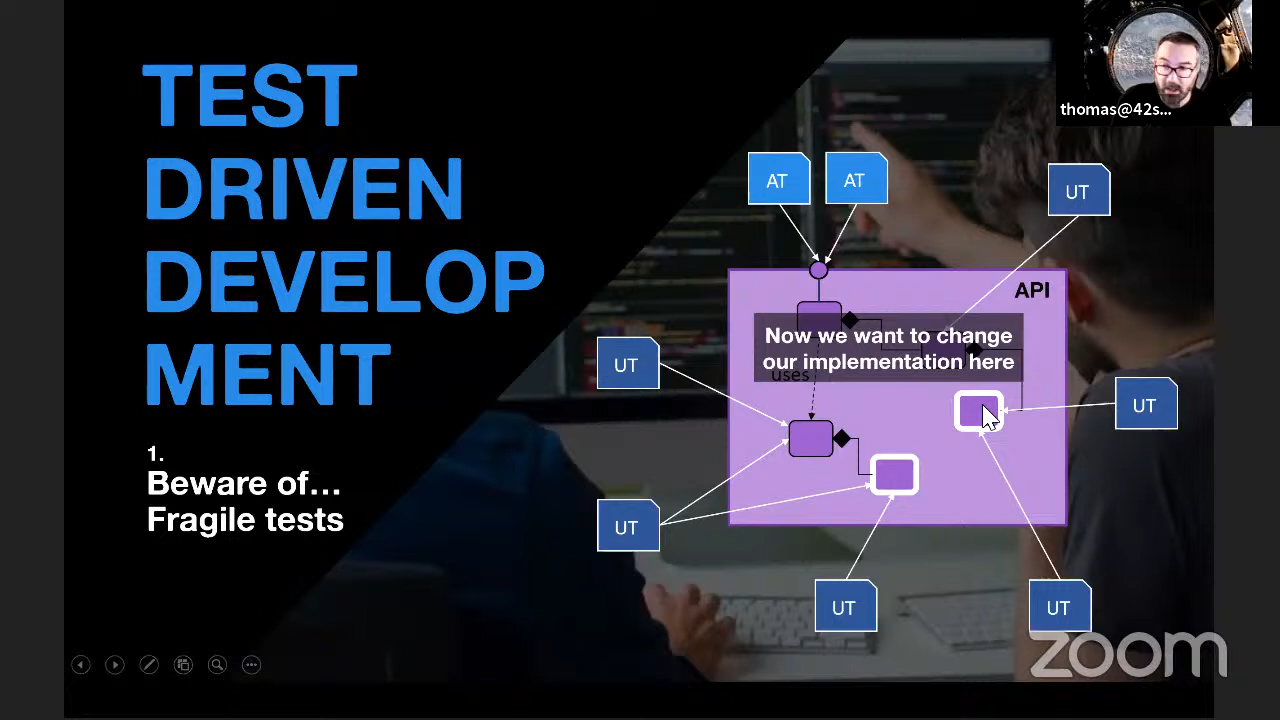 TEST
DRIVEN
DEVELOP
MENT
1.
Beware of...
Fragile tests
thomas@42s...
AT
AT
UT
API
Now we want to change
our implementation here
uses
UT
UT
UT
UT
UT
zoom